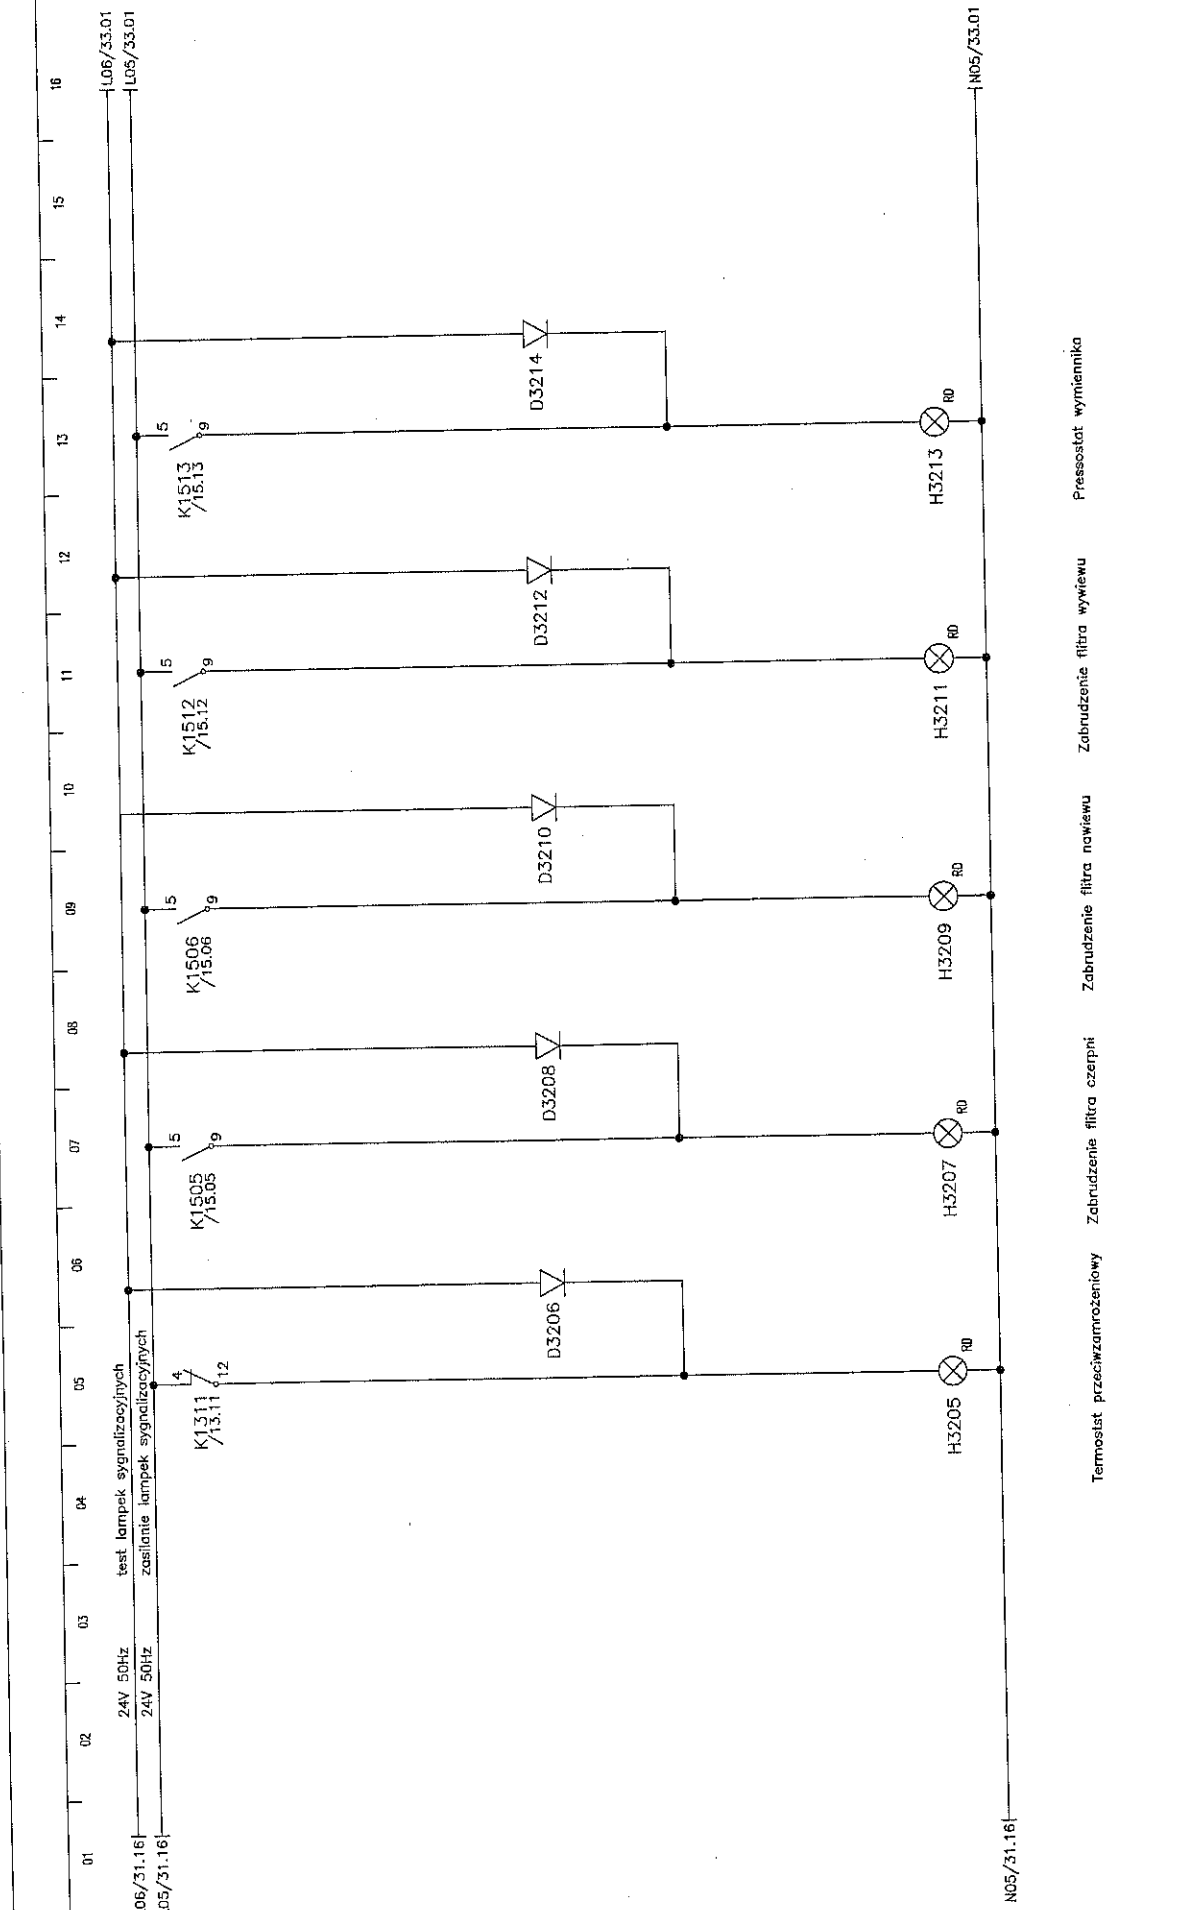 01 02 03 04 05 06 07 08 09 10 11 12 13 14 15 16
06/31.16 24V 50Hz test lampek sygnalizacyjnych L06/33.01
05/31.16 24V 50Hz zasilanie lampek sygnalizacyjnych L05/33.01
4 5 5 5 5
K1311 K1505 K1506 K1512 K1513
/13.11 /15.05 /15.06 /15.12 /15.13
12 9 9 9 9
D3206 D3208 D3210 D3212 D3214
H3205 RD H3207 RD H3209 RD H3211 RD H3213 RD
N05/31.16 N05/33.01
Termostst przeciwzamrożeniowy Zabrudzenie flitra czerpni Zabrudzenie flitra nawiewu Zabrudzenie flitra wywiewu Pressostat wymiennika